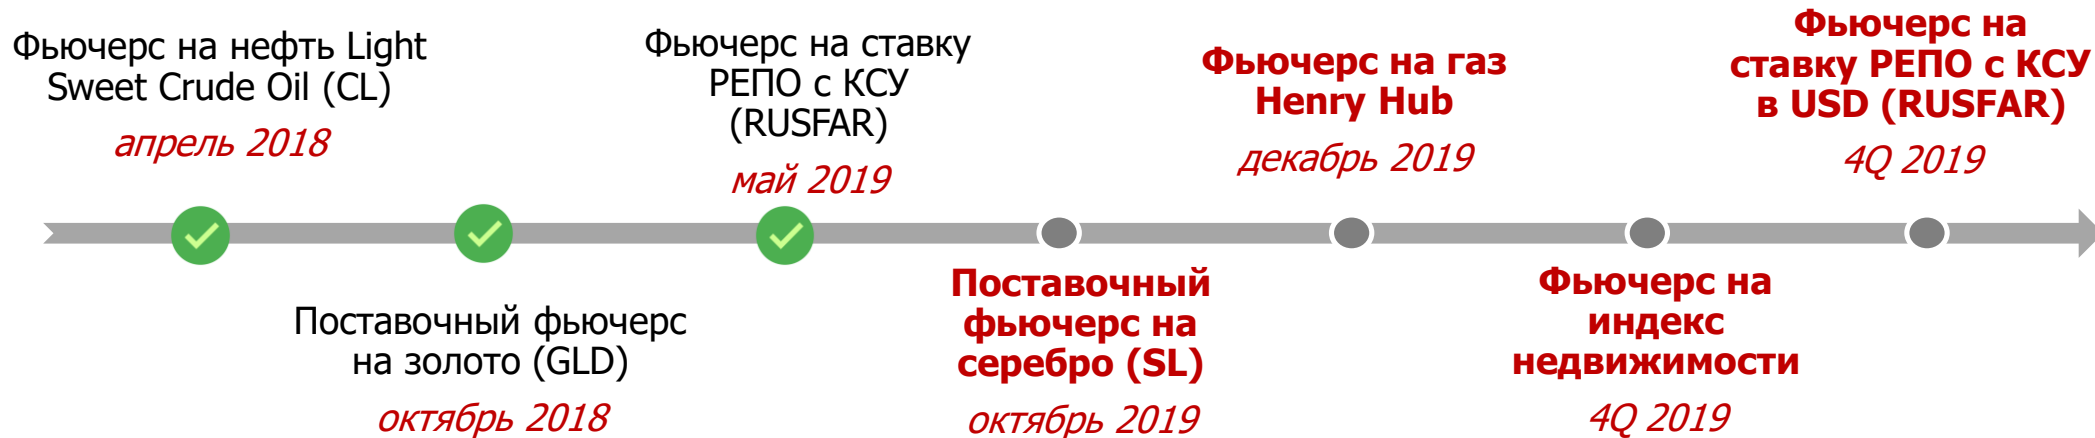 Фьючерс на нефть Light
Sweet Crude Oil (CL)
апрель 2018
Поставочный фьючерс
на золото (GLD)
октябрь 2018
Фьючерс на ставку
РЕПО с КСУ
(RUSFAR)
май 2019
Поставочный
фьючерс на
серебро (SL)
октябрь 2019
Фьючерс на газ
Henry Hub
декабрь 2019
Фьючерс на
индекс
недвижимости
4Q 2019
Фьючерс на
ставку РЕПО с КСУ
в USD (RUSFAR)
4Q 2019